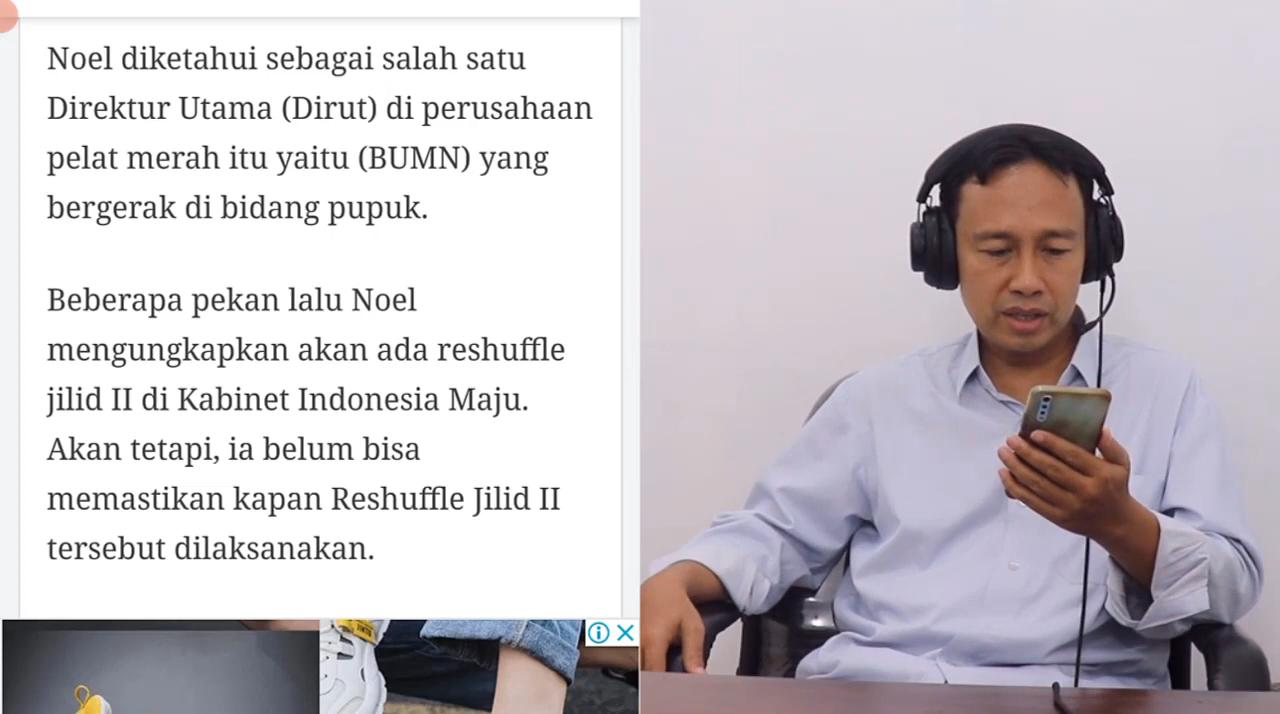 Noel diketahui sebagai salah satu
Direktur Utama (Dirut) di perusahaan
pelat merah itu yaitu (BUMN) yang
bergerak di bidang pupuk.
Beberapa pekan lalu Noel
mengungkapkan akan ada reshuffle
jilid II di Kabinet Indonesia Maju.
Akan tetapi, ia belum bisa
memastikan kapan Reshuffle Jilid II
tersebut dilaksanakan.